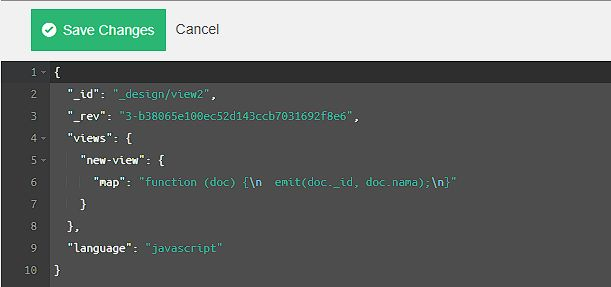 Save Changes Cancel
1 {
2 "_id": "_design/view2",
3 "_rev": "3-b38065e100ec52d143ccb7031692f8e6",
4 "views": {
5 "new-view": {
6 "map": "function (doc) {\n  emit(doc._id, doc.nama);\n}"
7 }
8 },
9 "language": "javascript"
10 }